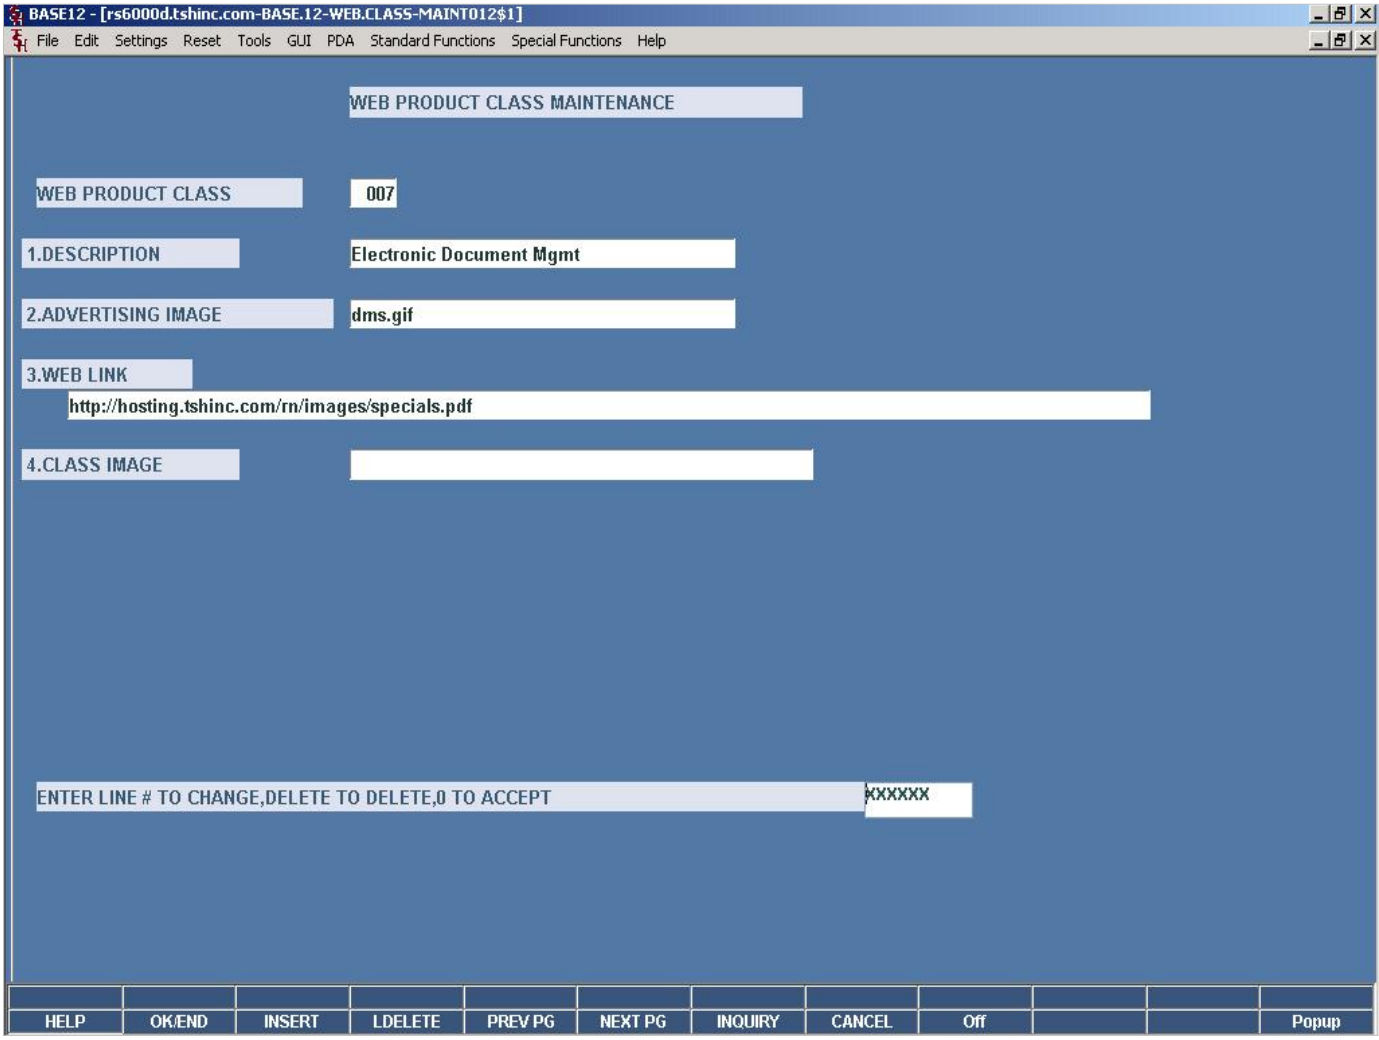 BASE12 - [rs6000d.tshinc.com-BASE.12-WEB.CLASS-MAINT012$1]
File Edit Settings Reset Tools GUI PDA Standard Functions Special Functions Help
WEB PRODUCT CLASS MAINTENANCE
WEB PRODUCT CLASS 007
1.DESCRIPTION Electronic Document Mgmt
2.ADVERTISING IMAGE dms.gif
3.WEB LINK
http://hosting.tshinc.com/rn/images/specials.pdf
4.CLASS IMAGE
ENTER LINE # TO CHANGE,DELETE TO DELETE,0 TO ACCEPT XXXXXX
HELP OK/END INSERT LDELETE PREV PG NEXT PG INQUIRY CANCEL Off Popup